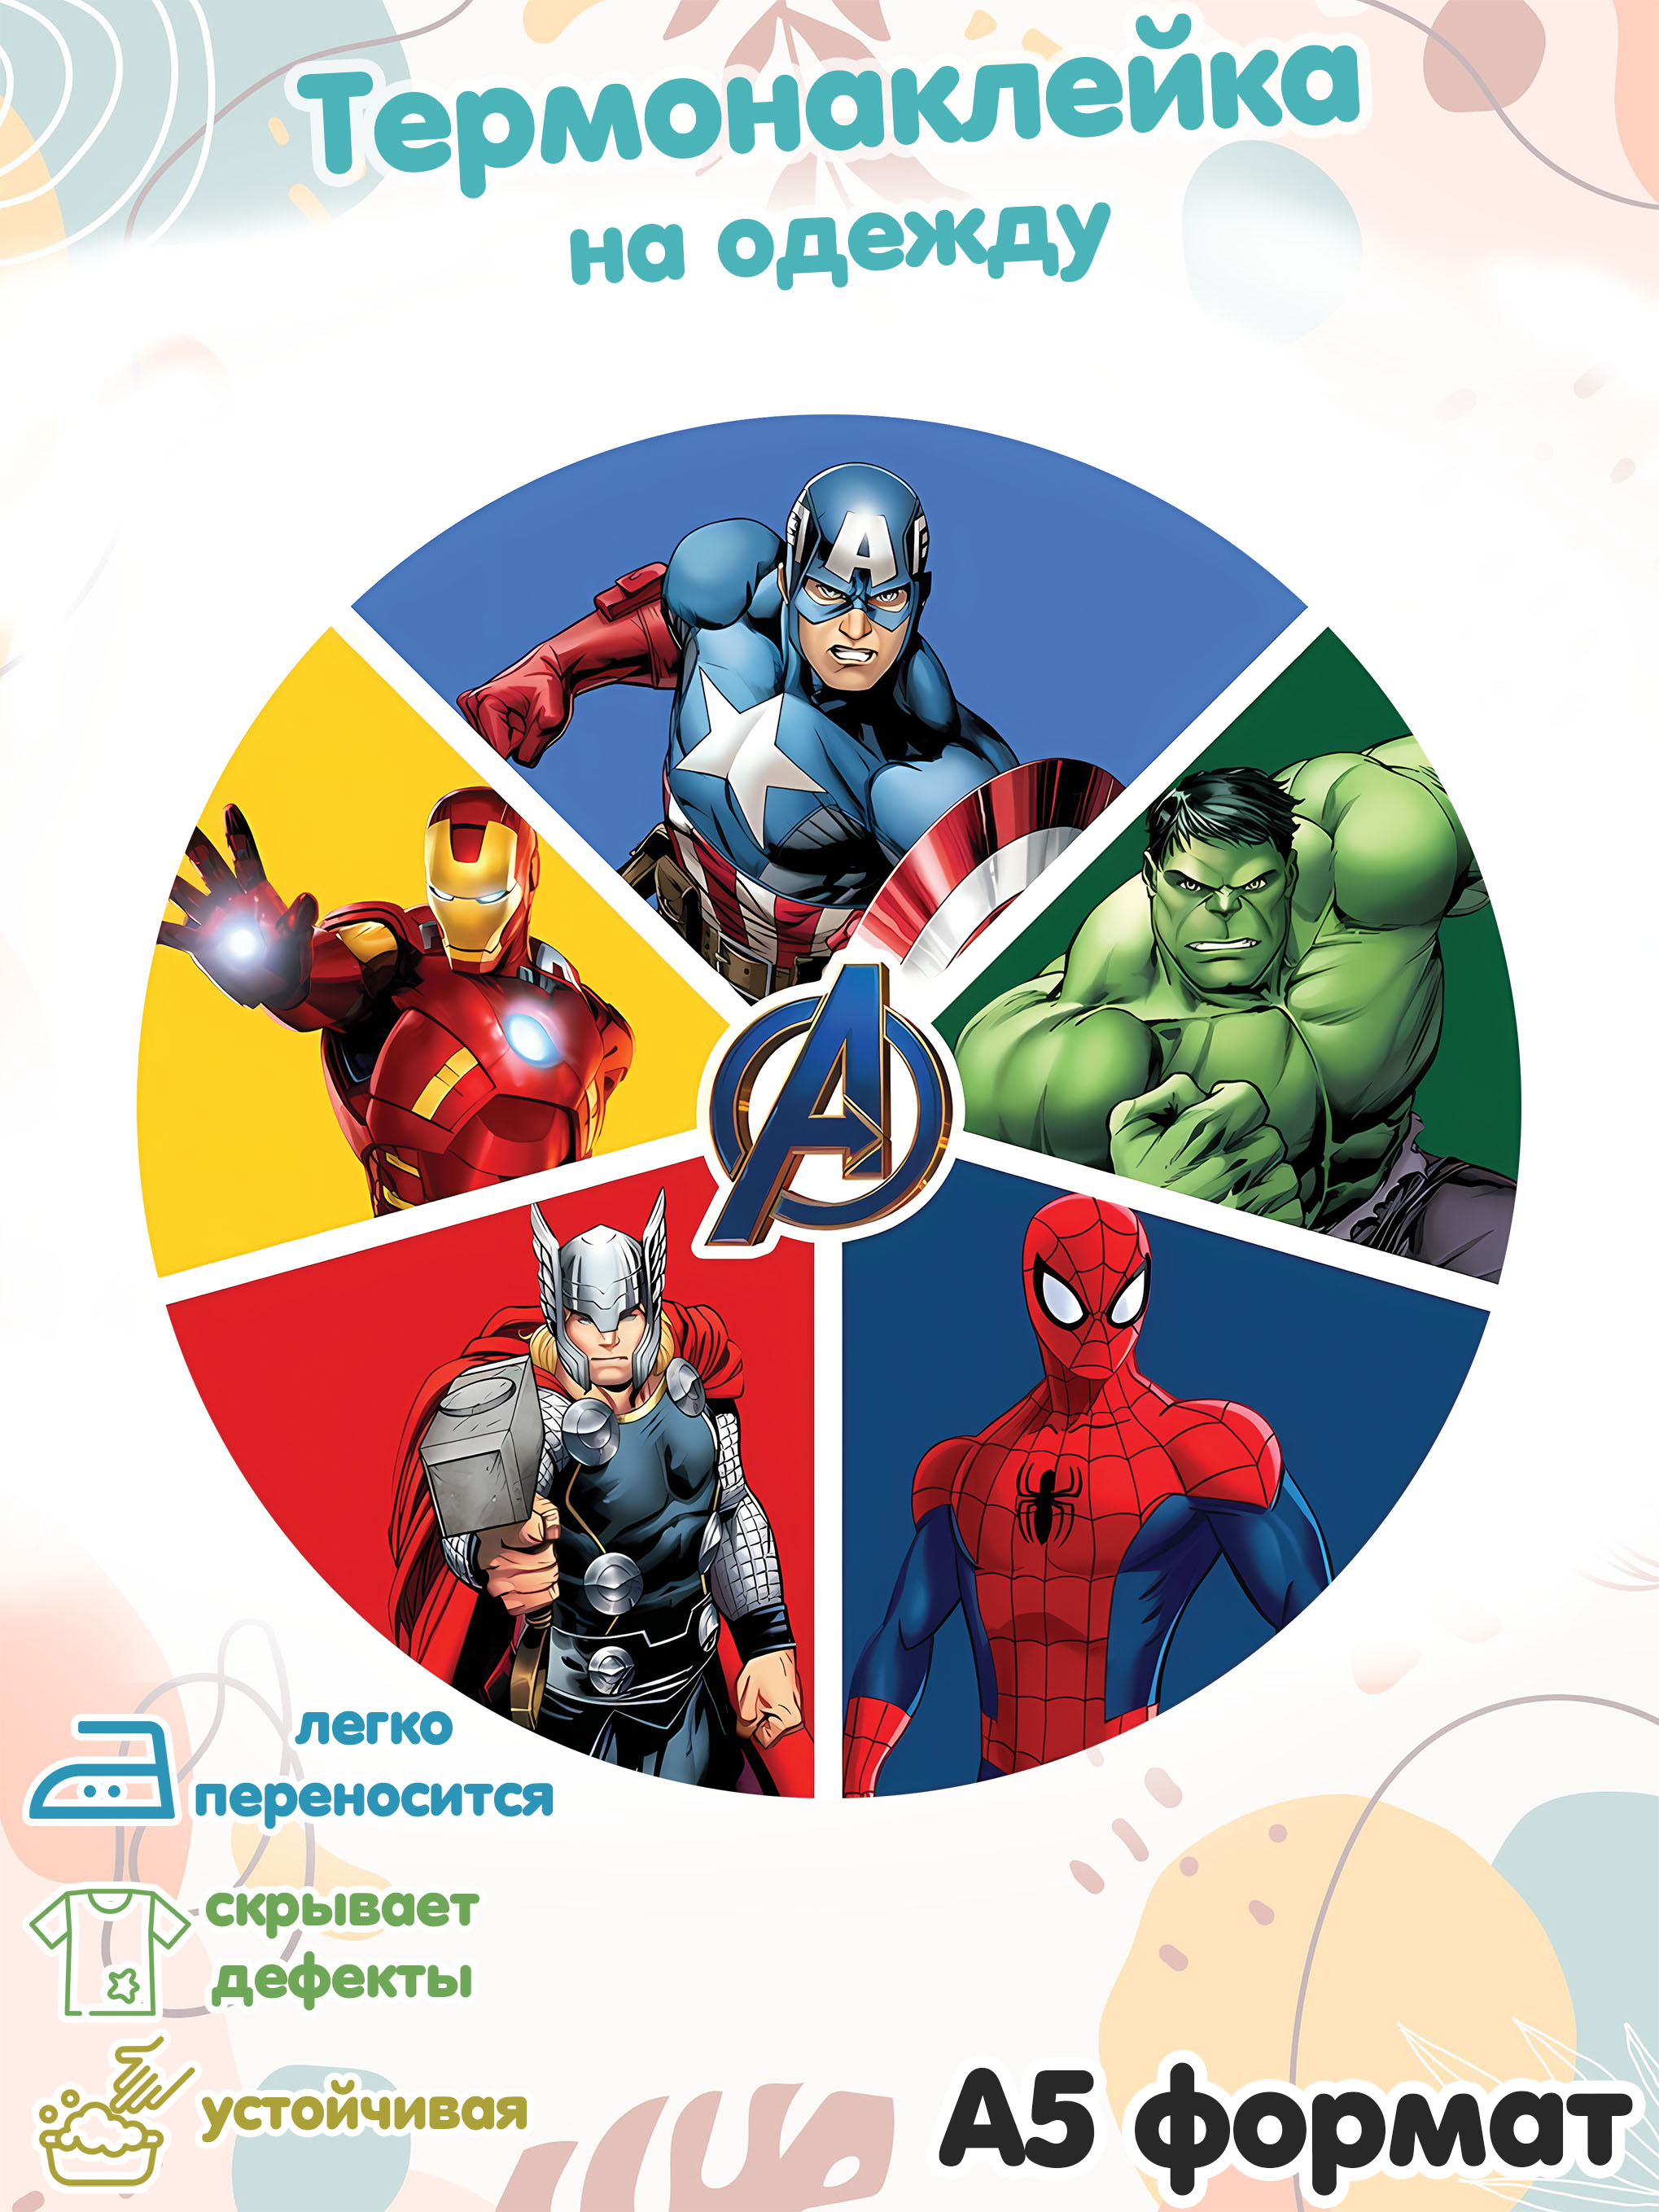 Термонаклейка
на одежду
A
A
легко
переносится
скрывает
дефекты
устойчивая
А5 формат